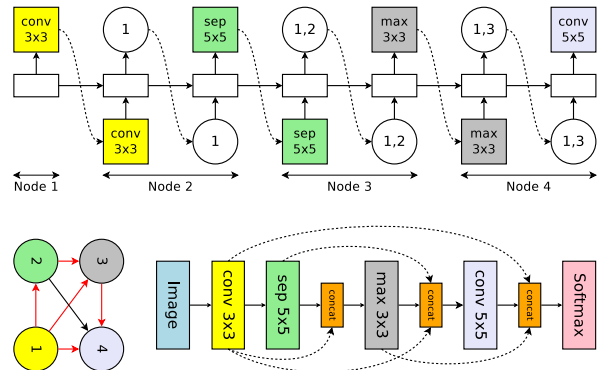 conv
3x3
1
sep
5x5
1,2
max
3x3
1,3
conv
5x5
conv
3x3
1
sep
5x5
1,2
max
3x3
1,3
Node 1
Node 2
Node 3
Node 4
2
3
1
4
Image
conv 3x3
sep 5x5
concat
max 3x3
concat
conv 5x5
concat
Softmax